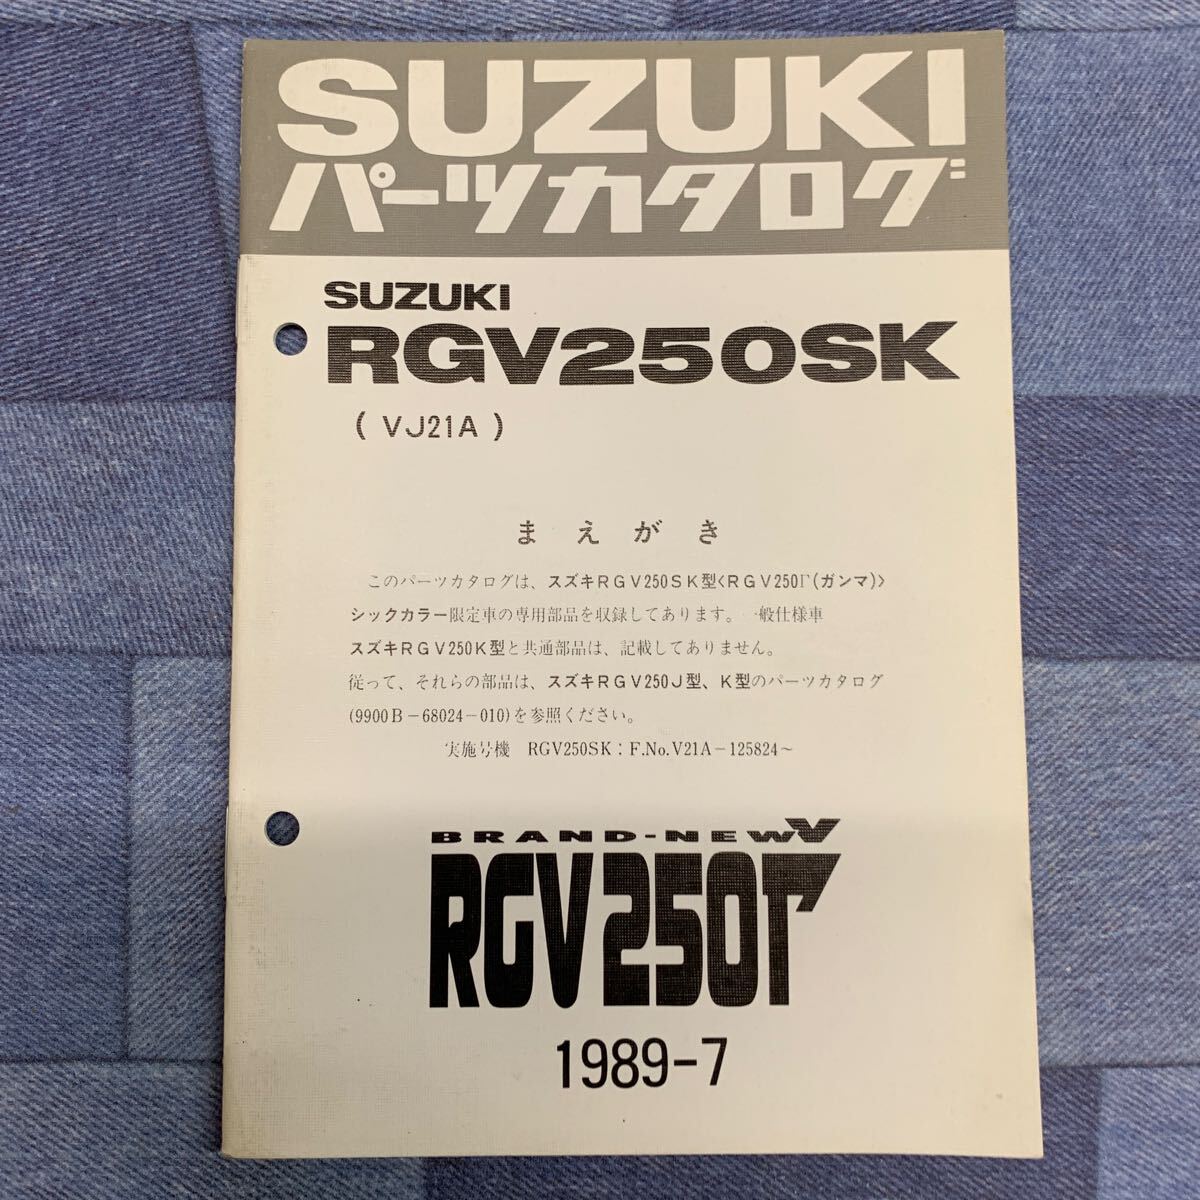 SUZUKI
パーツカタログ
SUZUKI
RGV250SK
( VJ21A )
まえがき
このパーツカタログは、スズキRGV250SK型〈RGV250Γ(ガンマ)〉
シックカラー限定車の専用部品を収録してあります。一般仕様車
スズキRGV250K型と共通部品は、記載してありません。
従って、それらの部品は、スズキRGV250J型、K型のパーツカタログ
(9900B-68024-010)を参照ください。
実施号機 RGV250SK：F.No.V21A-125824～
BRAND-NEW V
RGV250Γ
1989-7